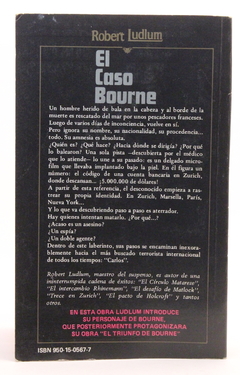 Robert Ludlum
El
Caso
Bourne
Un hombre herido de bala en la cabeza y al borde de la
muerte es rescatado del mar por unos pescadores franceses.
Luego de varios días de inconciencia, vuelve en sí.
Pero ignora su nombre, su nacionalidad, su procedencia...
todo. Su amnesia es absoluta.
¿Quién es? ¿Qué hace? ¿Hacia dónde se dirigía? ¿Por qué
lo balearon? Una sola pista –descubierta por el médico
que lo atiende– lo une a su pasado: es un delgado micro-
film que llevaba implantado bajo la piel. En él figura un
número: el código de una cuenta bancaria en Zurich,
donde descansan... ¡5.000.000 de dólares!
A partir de esta referencia, el desconocido empieza a ras-
trear su propia identidad. En Zurich, Marsella, París,
Nueva York...
Y lo que va descubriendo paso a paso es aterrador.
Hay quienes intentan matarlo. ¿Por qué...?
¿Acaso es un asesino?
¿Un espía?
¿Un doble agente?
Dentro de este laberinto, sus pasos se encaminan inexora-
blemente hacia el más buscado terrorista internacional
de todos los tiempos: "Carlos".
Robert Ludlum, maestro del suspenso, es autor de una
ininterrumpida cadena de éxitos: "El Círculo Matarese",
"El intercambio Rhinemann", "El desafío de Matlock",
"Trece en Zurich", "El pacto de Holcroft" y tantos
otros.
EN ESTA OBRA LUDLUM INTRODUCE
SU PERSONAJE DE BOURNE,
QUE POSTERIORMENTE PROTAGONIZARA
SU OBRA "EL TRIUNFO DE BOURNE".
ISBN 950-15-0567-7